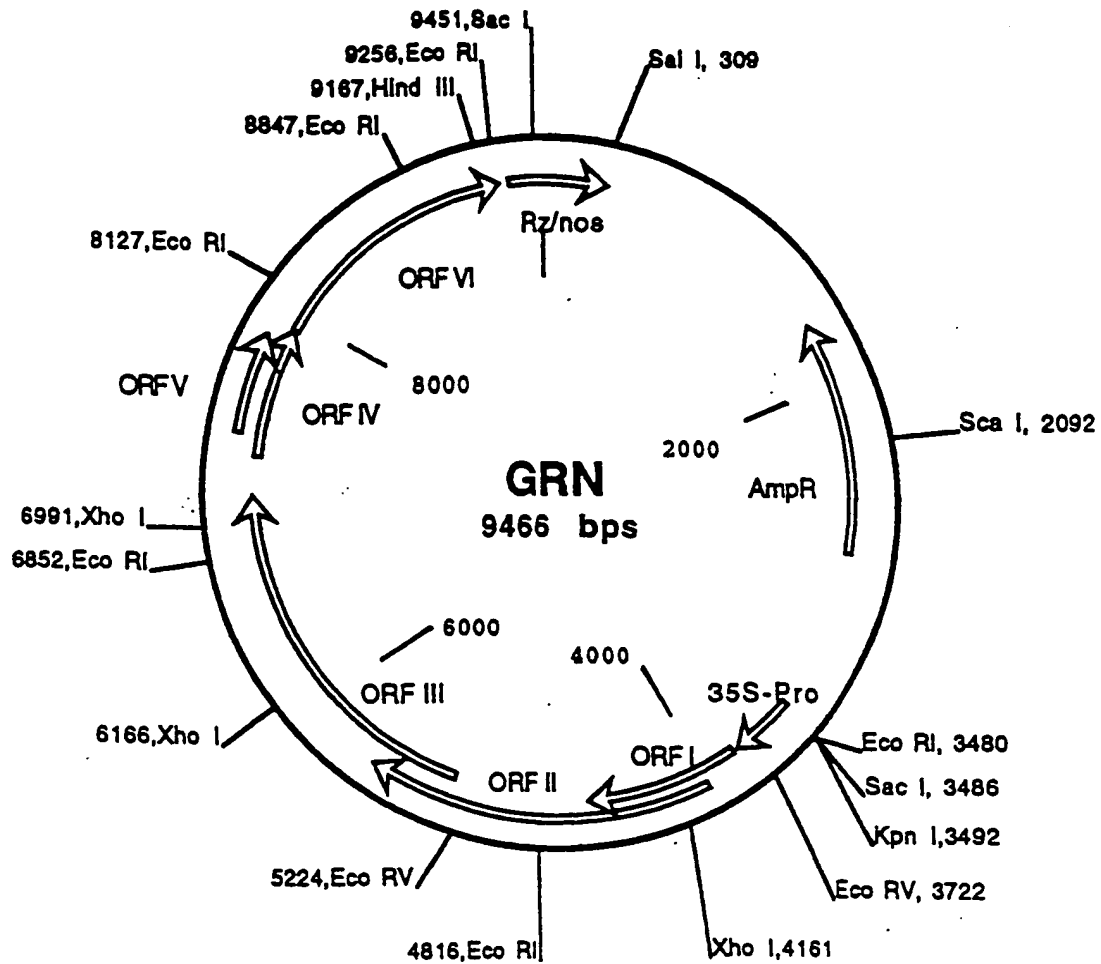 9451,Sac I
9256,Eco RI
Sal I, 309
9167,Hind III
8847,Eco RI
Rz/nos
8127,Eco RI
ORF VI
ORF V
8000
ORF IV
2000
Sca I, 2092
GRN
AmpR
6991,Xho I
9466 bps
6852,Eco RI
6000
4000
35S-Pro
ORF III
6166,Xho I
ORF I
Eco RI, 3480
ORF II
Sac I, 3486
Kpn I,3492
5224,Eco RV
Eco RV, 3722
4816,Eco RI
Xho I,4161